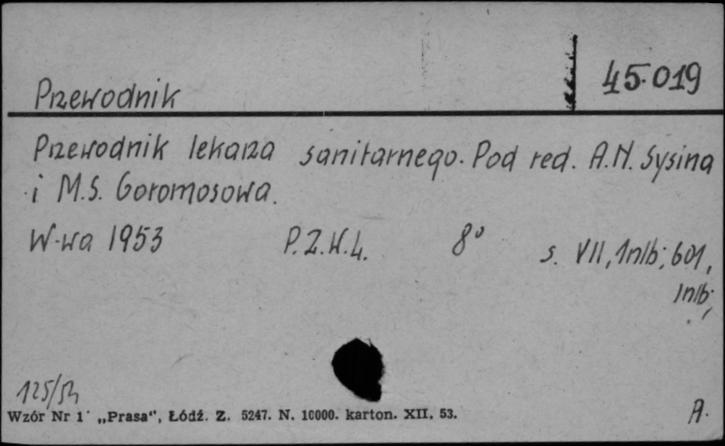 45.019
Przewodnik
Przewodnik lekarza sanitarnego. Pod red. A.N. Sysina
i M.S. Goromosowa.
W-wa 1953 P.Z.W.L. 8° s. VII, 1nlb; 601,
1nlb;
125/54
Wzór Nr 1 „Prasa“, Łódź. Z. 5247. N. 10000. karton. XII. 53.
A.